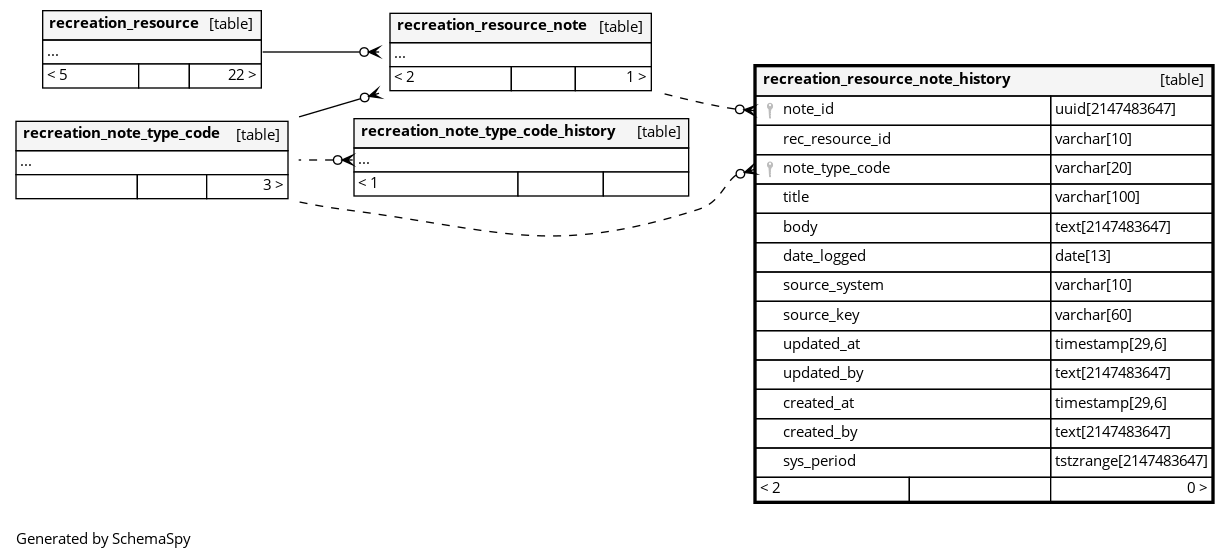 recreation_resource [table]
...
< 5 22 >
recreation_resource_note [table]
...
< 2 1 >
recreation_note_type_code [table]
...
3 >
recreation_note_type_code_history [table]
...
< 1
recreation_resource_note_history [table]
note_id uuid[2147483647]
rec_resource_id varchar[10]
note_type_code varchar[20]
title varchar[100]
body text[2147483647]
date_logged date[13]
source_system varchar[10]
source_key varchar[60]
updated_at timestamp[29,6]
updated_by text[2147483647]
created_at timestamp[29,6]
created_by text[2147483647]
sys_period tstzrange[2147483647]
< 2 0 >
Generated by SchemaSpy